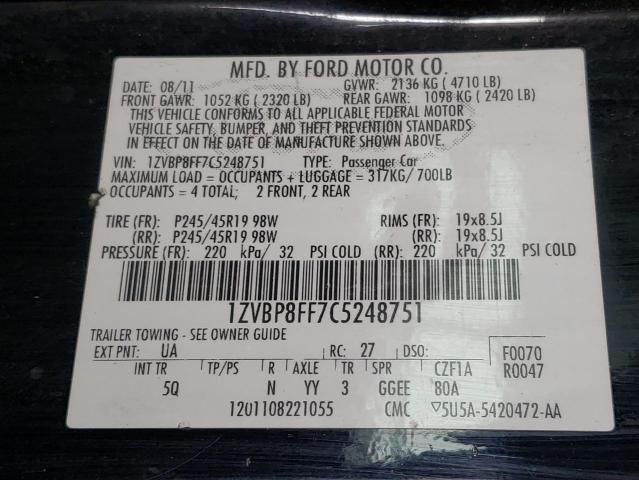 MFD. BY FORD MOTOR CO.
DATE: 08/11 GVWR: 2136 KG ( 4710 LB)
FRONT GAWR: 1052 KG ( 2320 LB) REAR GAWR: 1098 KG ( 2420 LB)
THIS VEHICLE CONFORMS TO ALL APPLICABLE FEDERAL MOTOR
VEHICLE SAFETY, BUMPER, AND THEFT PREVENTION STANDARDS
IN EFFECT ON THE DATE OF MANUFACTURE SHOWN ABOVE.
VIN: 1ZVBP8FF7C5248751 TYPE: Passenger Car
MAXIMUM LOAD = OCCUPANTS + LUGGAGE = 317KG/ 700LB
OCCUPANTS = 4 TOTAL; 2 FRONT, 2 REAR
TIRE (FR): P245/45R19 98W RIMS (FR): 19x8.5J
(RR): P245/45R19 98W (RR): 19x8.5J
PRESSURE (FR): 220 kPa/ 32 PSI COLD (RR): 220 kPa/ 32 PSI COLD
1ZVBP8FF7C5248751
TRAILER TOWING - SEE OWNER GUIDE
EXT PNT: UA RC: 27 DSO: F0070
INT TR TP/PS R AXLE TR SPR CZF1A R0047
5Q N YY 3 GGEE 80A
1201108221055 CMC ▽5U5A-5420472-AA